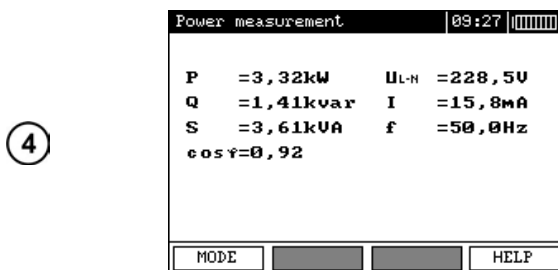 Power measurement 09:27
P =3,32kW UL-N =228,5V
Q =1,41kvar I =15,8mA
S =3,61kVA f =50,0Hz
cosφ=0,92
4
MODE HELP